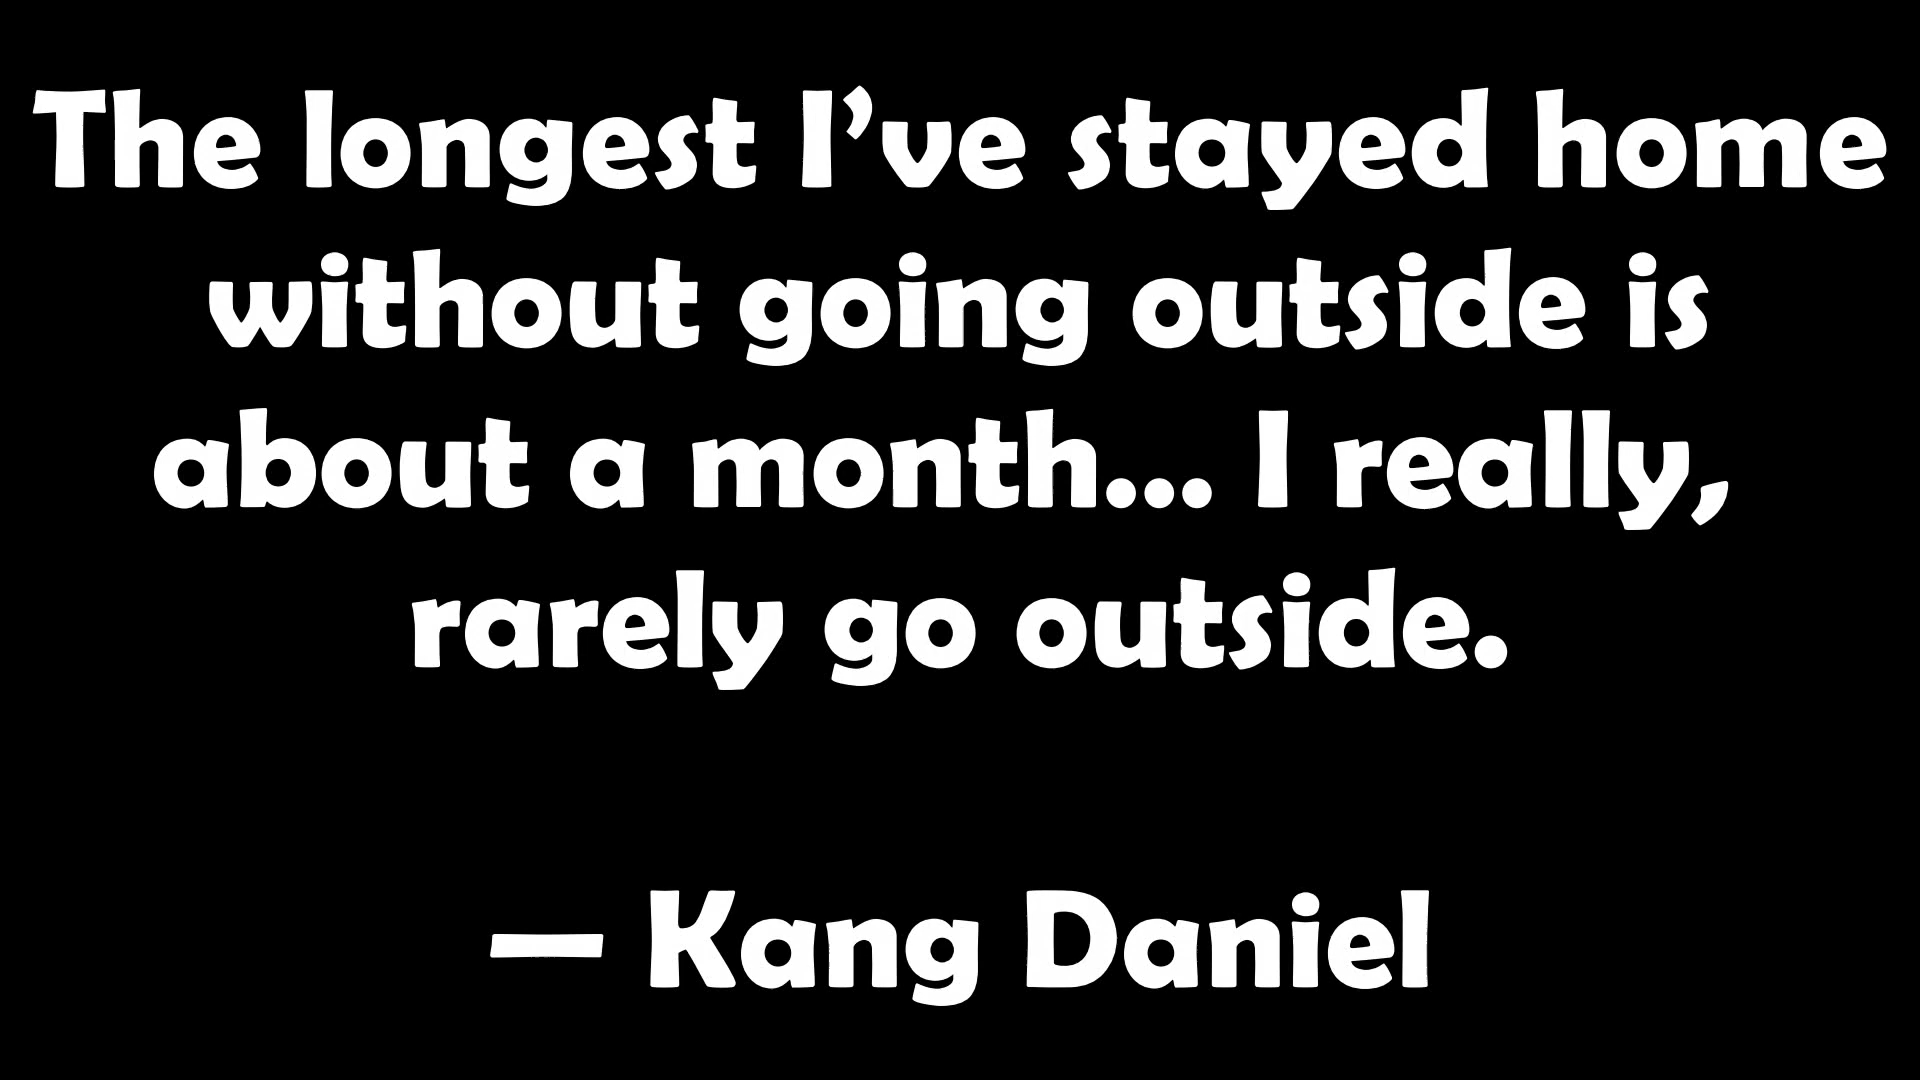 The longest I’ve stayed home
without going outside is
about a month... I really,
rarely go outside.
— Kang Daniel